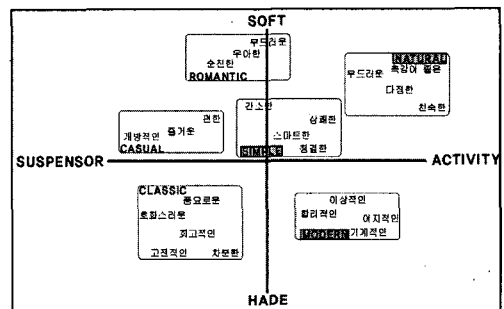 SOFT
무드러운
우아한
순진한
ROMANTIC
NATURAL
무드러운 촉감이 좋은
다정한
친숙한
편한
즐거운
개방적인
CASUAL
간소한
상쾌한
스마트한
청결한
SIMPLE
SUSPENSOR
ACTIVITY
CLASSIC
풍요로운
호화스러운
회고적인
고전적인 차분한
이상적인
합리적인
이지적인
MODERN 기계적인
HADE